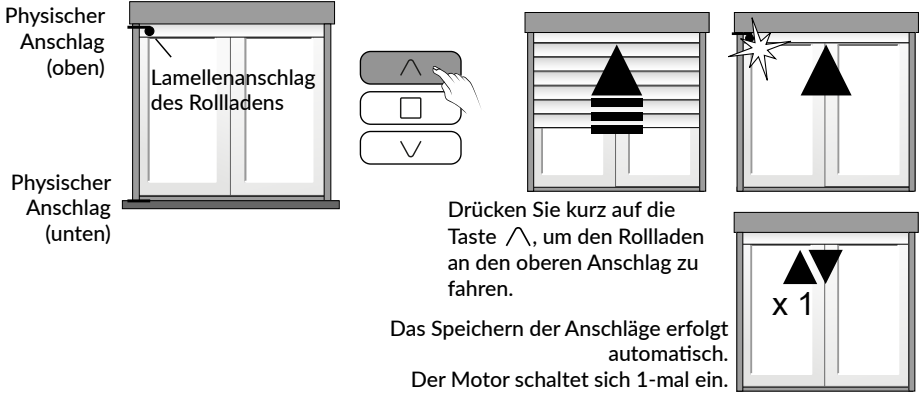 Physischer
Anschlag
(oben)
Lamellenanschlag
des Rollladens
Physischer
Anschlag
(unten)
Drücken Sie kurz auf die
Taste , um den Rollladen
an den oberen Anschlag zu
fahren.
x 1
Das Speichern der Anschläge erfolgt
automatisch.
Der Motor schaltet sich 1-mal ein.